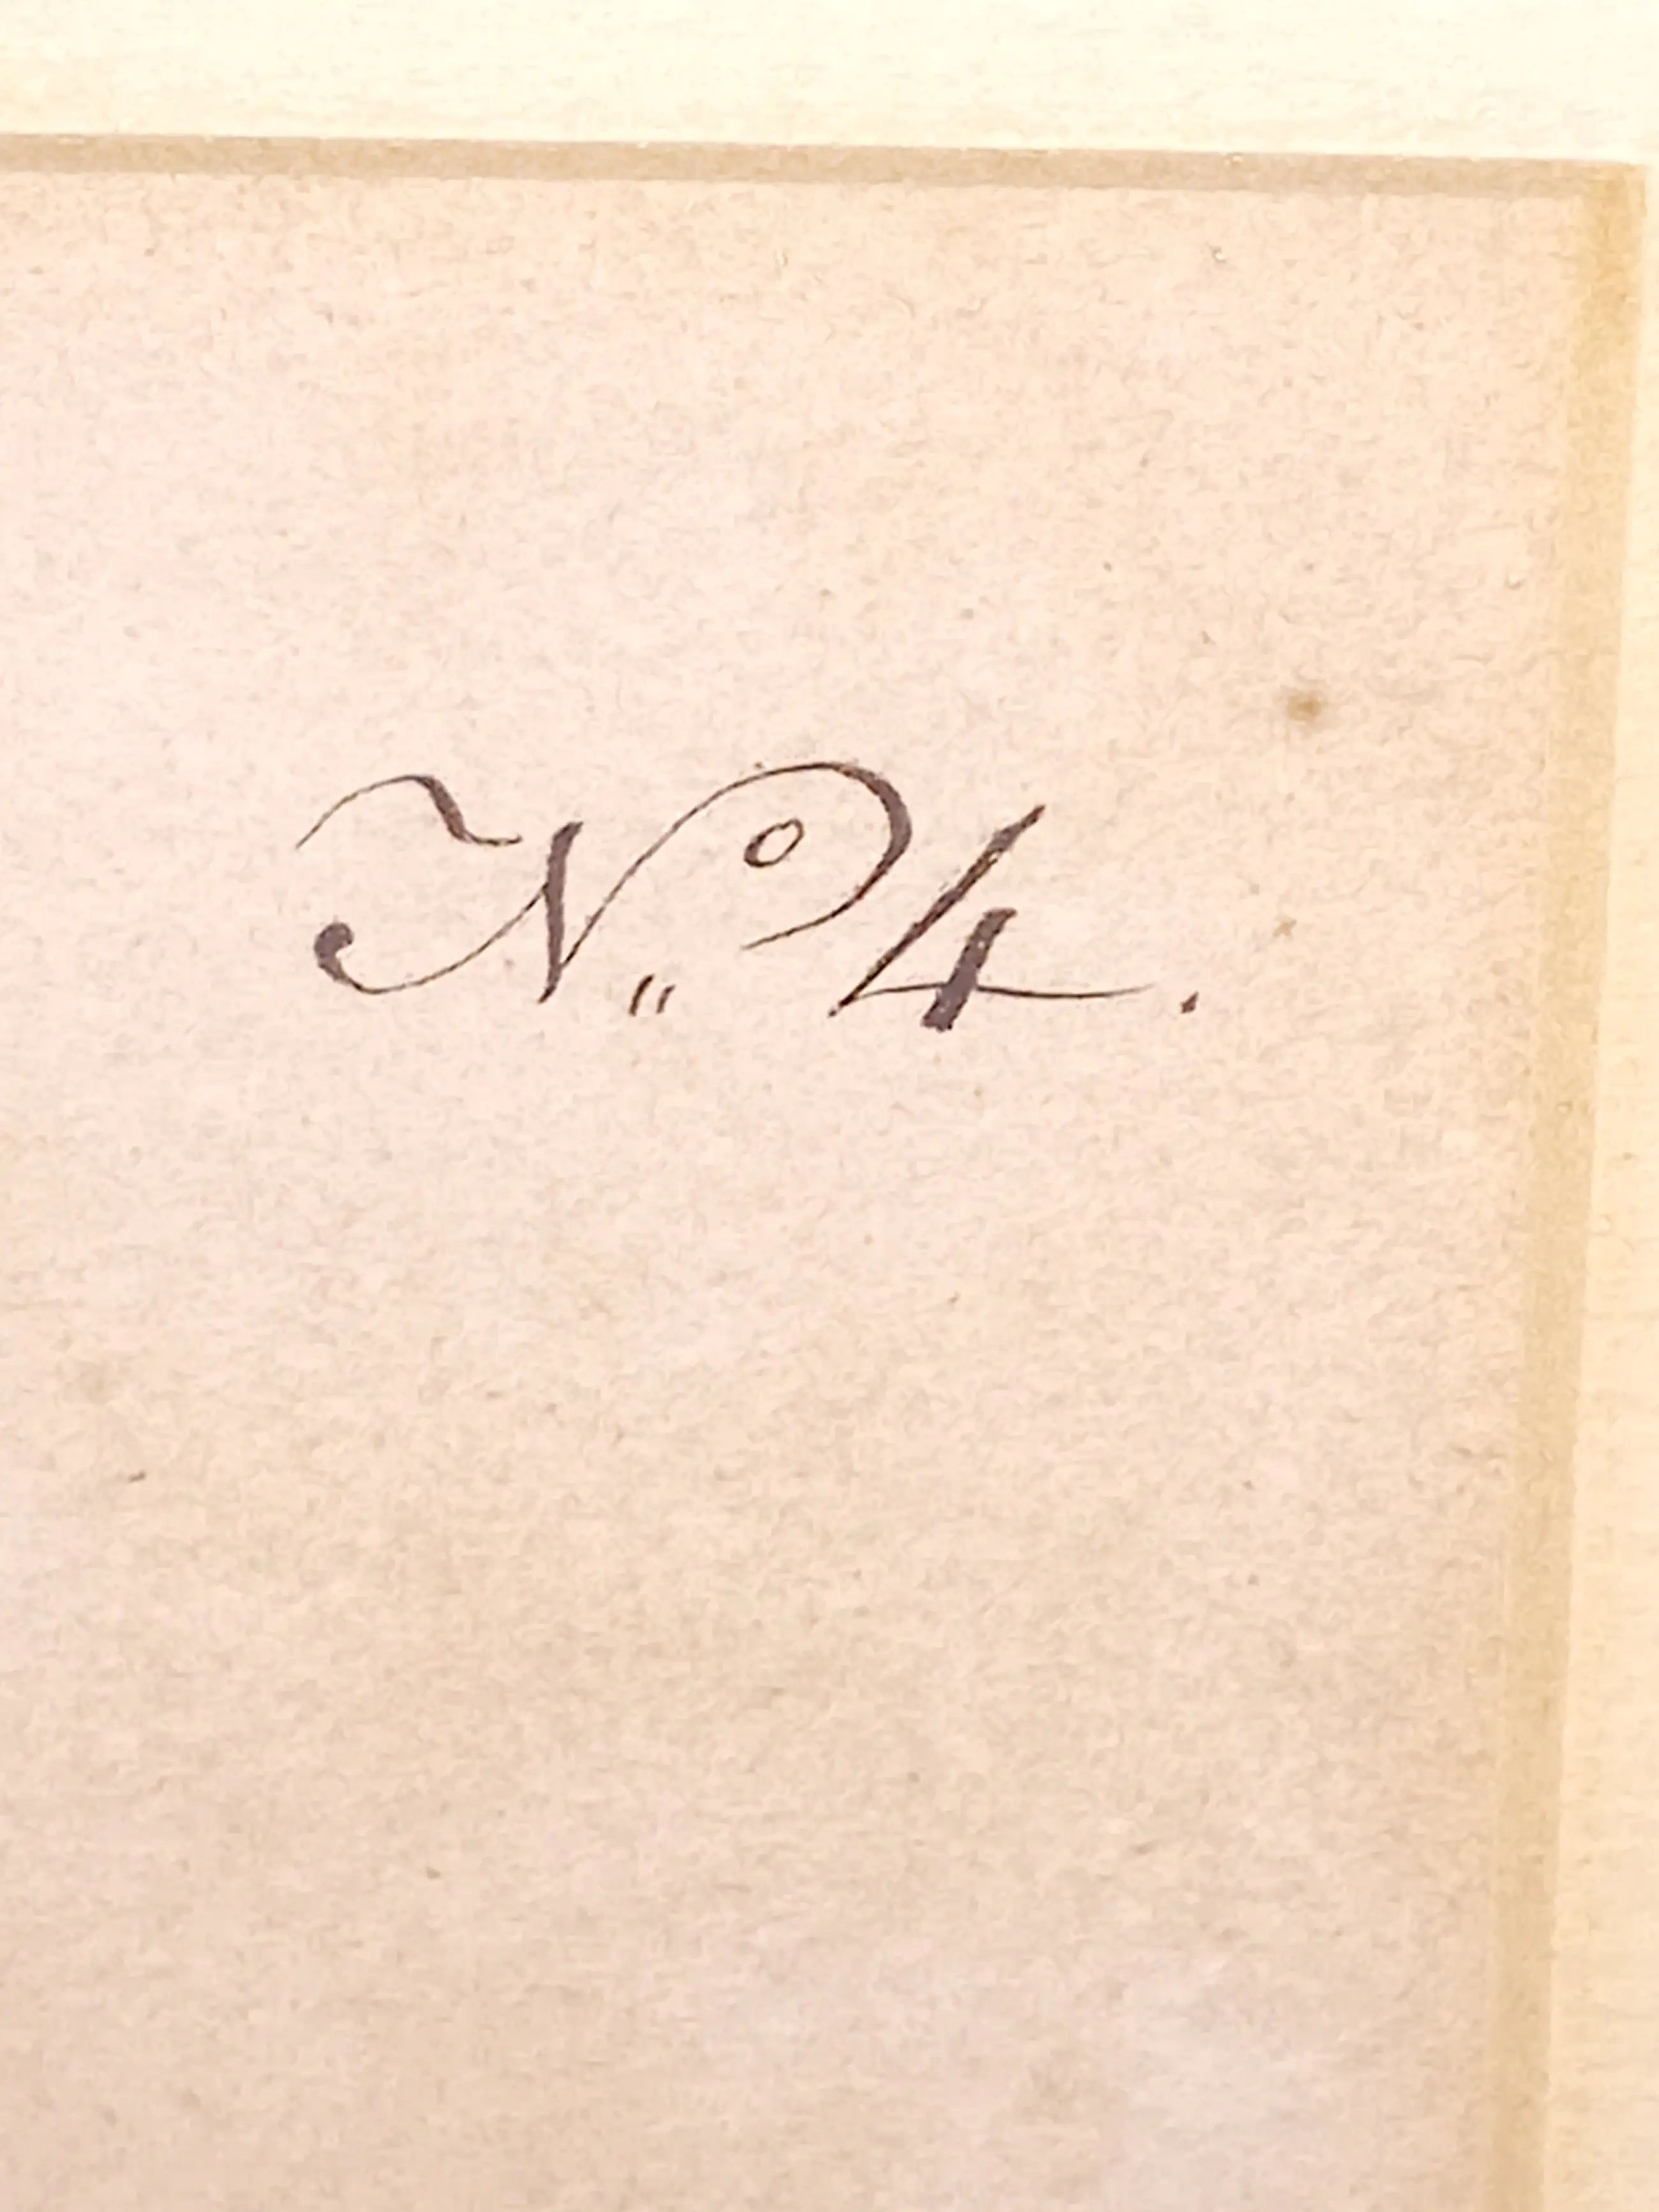 N„º 4.